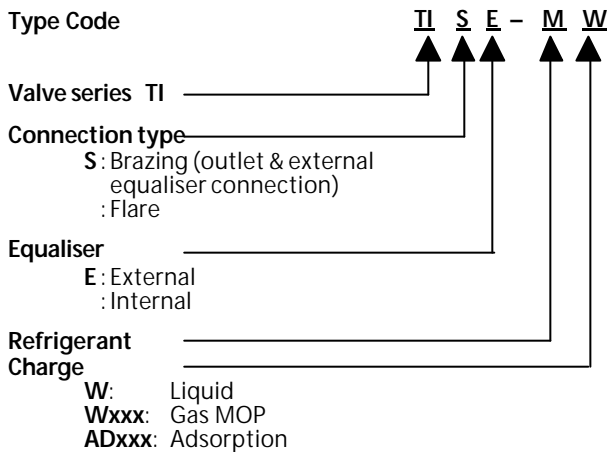 Type Code TI S E – M W
Valve series TI
Connection type
S : Brazing (outlet & external
equaliser connection)
: Flare
Equaliser
E : External
: Internal
Refrigerant
Charge
W: Liquid
Wxxx: Gas MOP
ADxxx: Adsorption